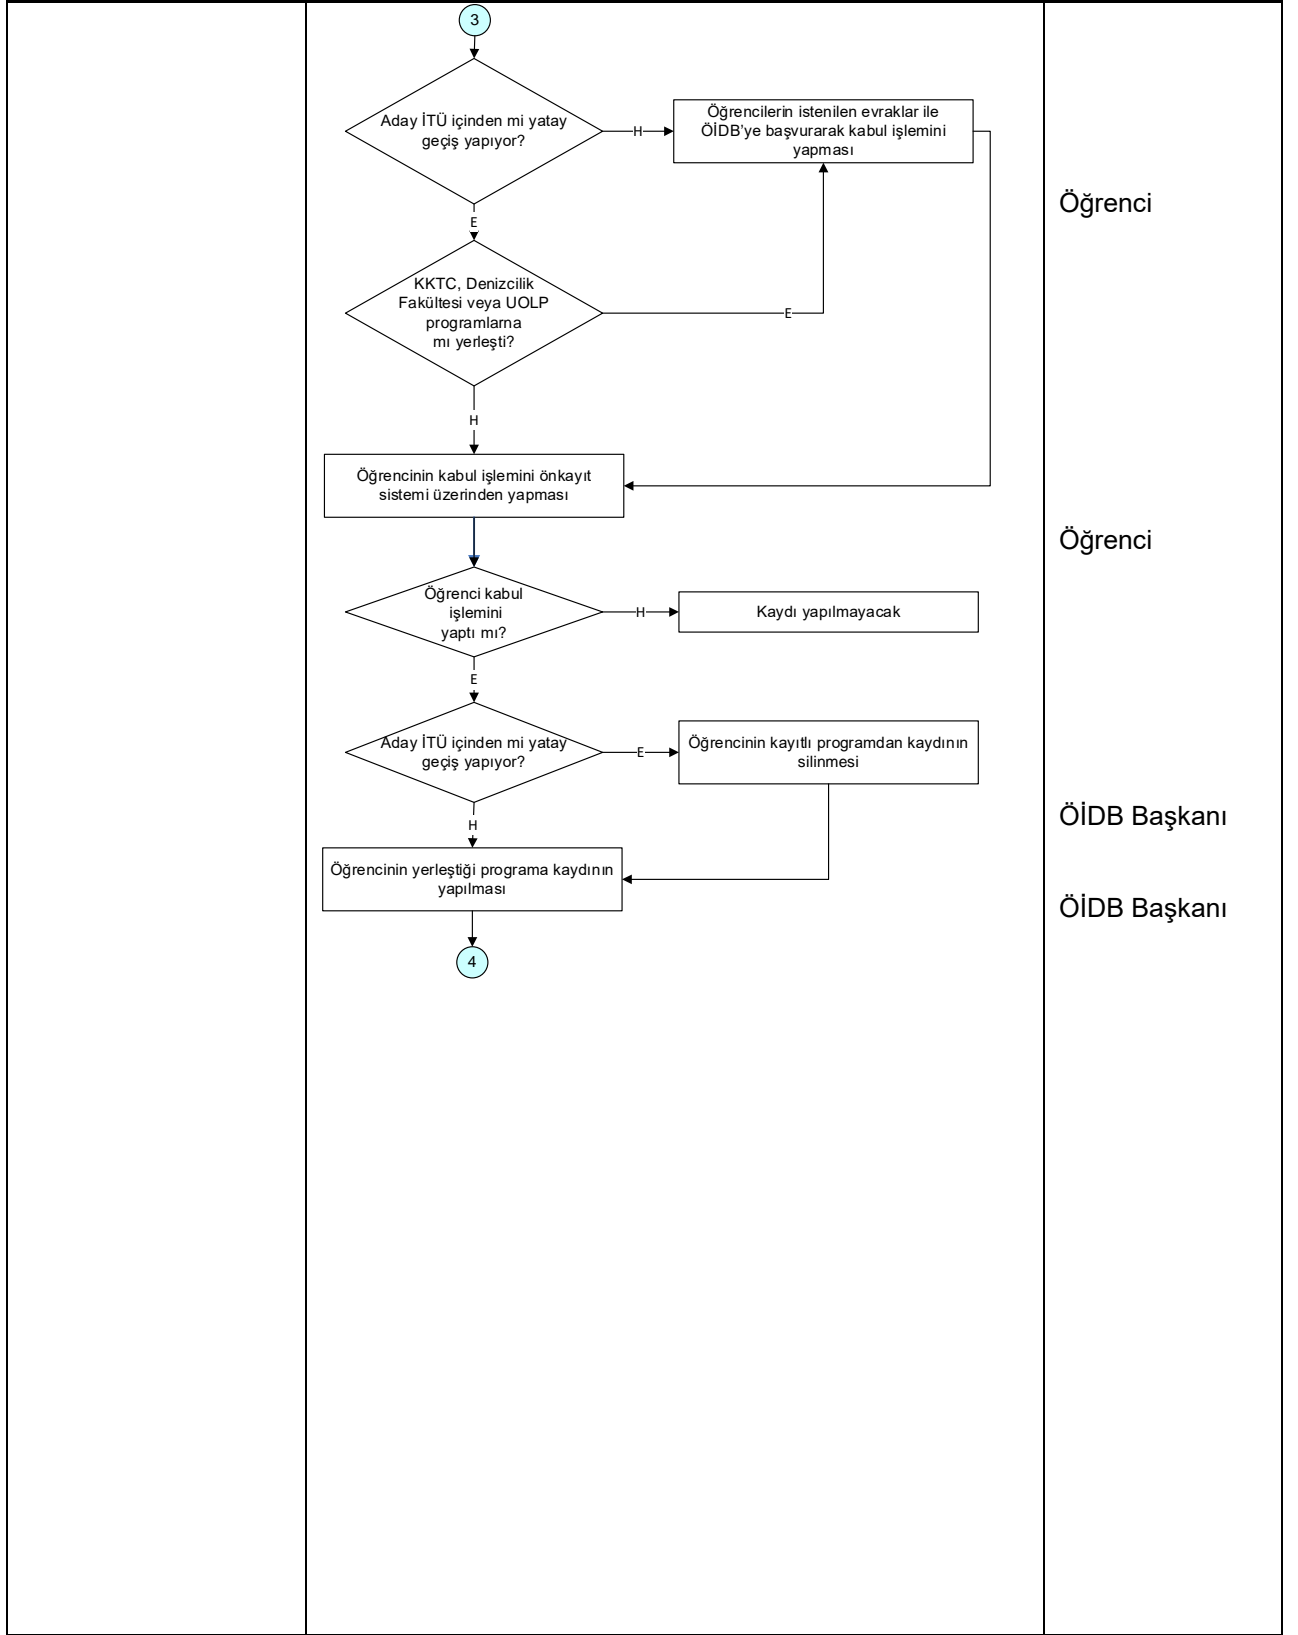 3
Aday İTÜ içinden mi yatay
geçiş yapıyor?
H
Öğrencilerin istenilen evraklar ile
ÖİDB'ye başvurarak kabul işlemini
yapması
Öğrenci
E
KKTC, Denizcilik
Fakültesi veya UOLP
programlarna
mı yerleşti?
E
H
Öğrencinin kabul işlemini önkayıt
sistemi üzerinden yapması
Öğrenci
Öğrenci kabul
işlemini
yaptı mı?
H
Kaydı yapılmayacak
E
Aday İTÜ içinden mi yatay
geçiş yapıyor?
E
Öğrencinin kayıtlı programdan kaydının
silinmesi
ÖİDB Başkanı
H
Öğrencinin yerleştiği programa kaydının
yapılması
ÖİDB Başkanı
4